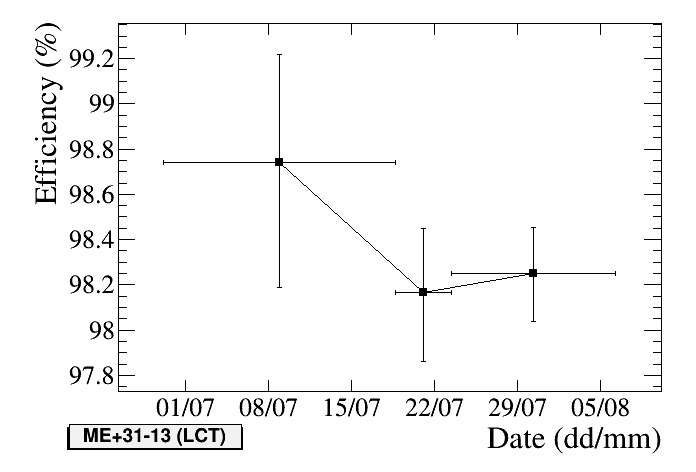 Efficiency (%)
99.2
99
98.8
98.6
98.4
98.2
98
97.8
01/07 08/07 15/07 22/07 29/07 05/08
ME+31-13 (LCT)
Date (dd/mm)